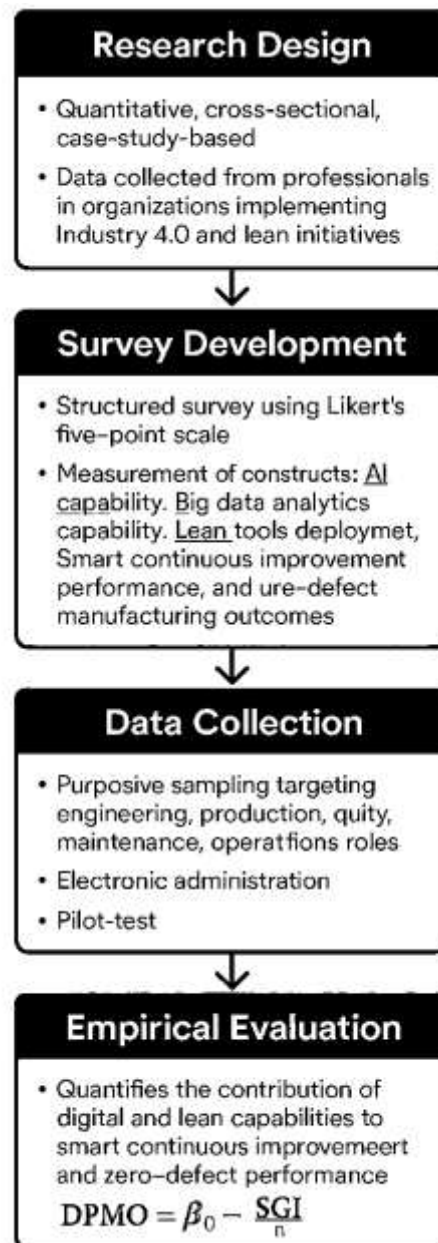 Research Design
• Quantitative, cross-sectional,
case-study-based
• Data collected from professionals
in organizations implementing
Industry 4.0 and lean initiatives
Survey Development
• Structured survey using Likert's
five-point scale
• Measurement of constructs: AI
capability. Big data analytics
capability. Lean tools deploymet,
Smart continuous improvement
performance, and ure-defect
manufacturing outcomes
Data Collection
• Purposive sampling targeting
engineering, production, quity,
maintenance, operatfions roles
• Electronic administration
• Pilot-test
Empirical Evaluation
• Quantifies the contribution of
digital and lean capabilities to
smart continuous improvemeert
and zero-defect performance
DPMO = β₀ − SGI/n